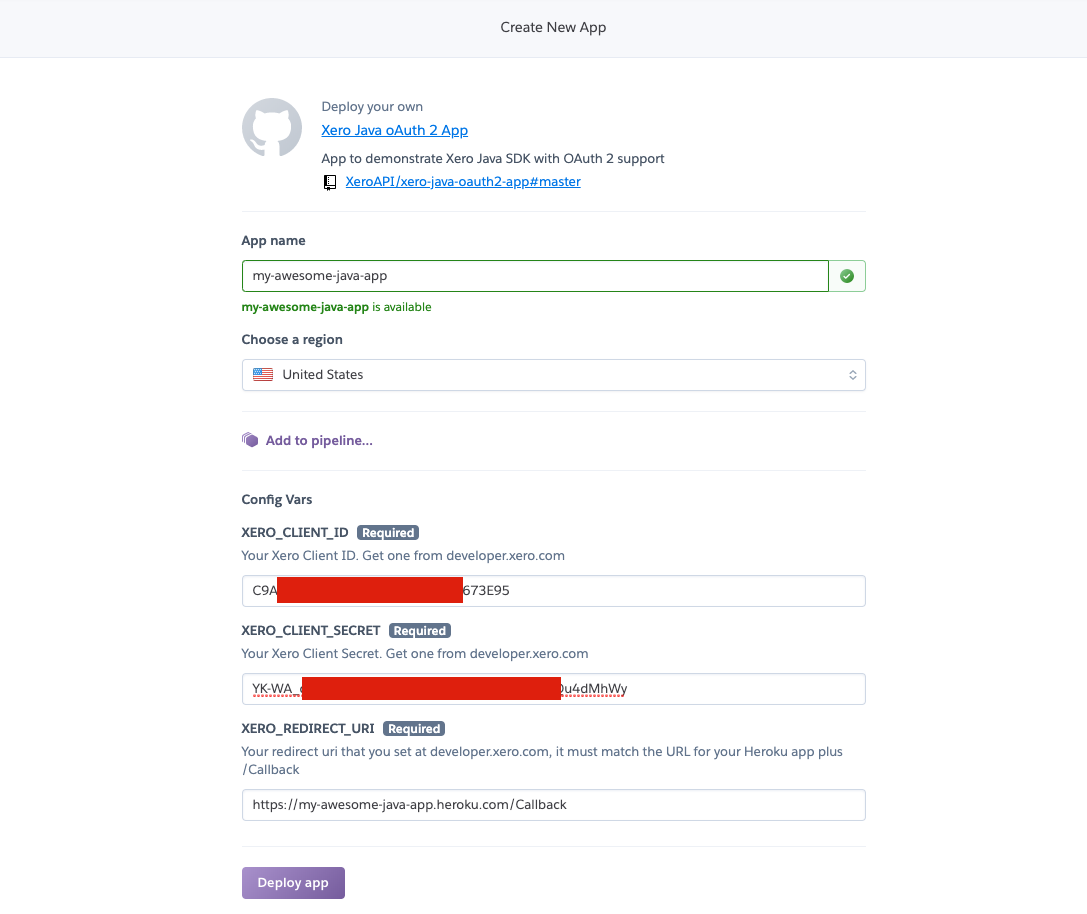 Create New App
Deploy your own
Xero Java oAuth 2 App
App to demonstrate Xero Java SDK with OAuth 2 support
XeroAPI/xero-java-oauth2-app#master
App name
my-awesome-java-app
my-awesome-java-app is available
Choose a region
United States
Add to pipeline...
Config Vars
XERO_CLIENT_ID Required
Your Xero Client ID. Get one from developer.xero.com
C9A 673E95
XERO_CLIENT_SECRET Required
Your Xero Client Secret. Get one from developer.xero.com
YK-WA_ u4dMhWy
XERO_REDIRECT_URI Required
Your redirect uri that you set at developer.xero.com, it must match the URL for your Heroku app plus
/Callback
https://my-awesome-java-app.heroku.com/Callback
Deploy app